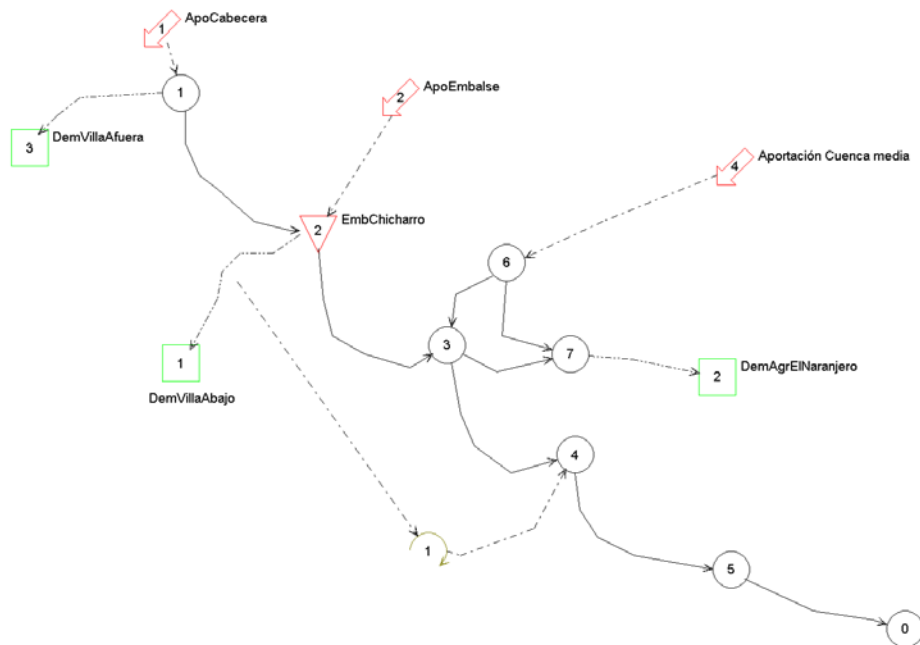 1 ApoCabecera
1
2 ApoEmbalse
3 DemVillaAfuera
4 Aportación Cuenca media
2 EmbChicharro
6
3
7
1
DemVillaAbajo
2 DemAgrElNaranjero
4
1
5
0